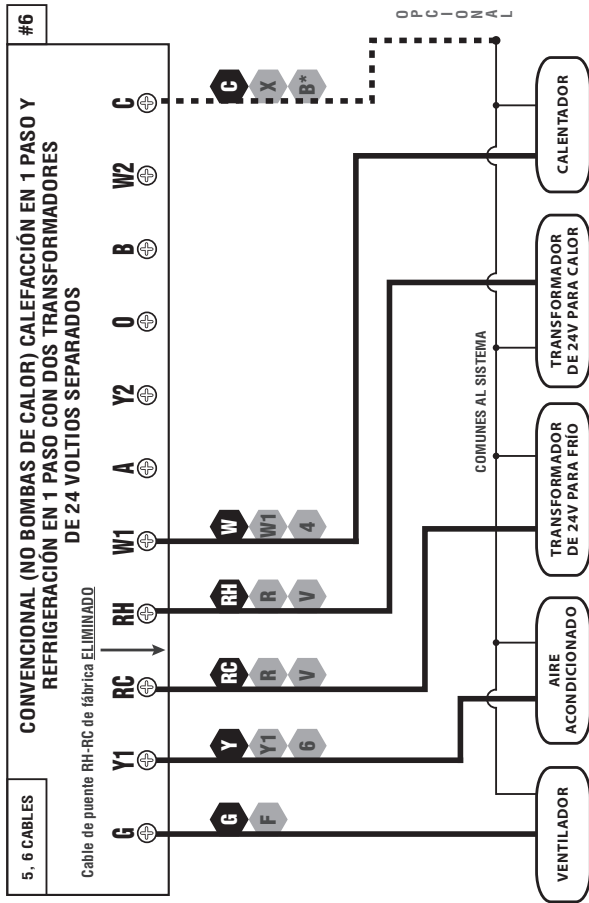 5, 6 CABLES
CONVENCIONAL (NO BOMBAS DE CALOR) CALEFACCIÓN EN 1 PASO Y
REFRIGERACIÓN EN 1 PASO CON DOS TRANSFORMADORES
DE 24 VOLTIOS SEPARADOS
#6
Cable de puente RH-RC de fábrica ELIMINADO
G Y1 RC RH W1 A Y2 O B W2 C
G Y RC RH W C
F Y1 R R W1 X
6 V V 4 B*
OPCIONAL
COMUNES AL SISTEMA
VENTILADOR
AIRE
ACONDICIONADO
TRANSFORMADOR
DE 24V PARA FRÍO
TRANSFORMADOR
DE 24V PARA CALOR
CALENTADOR